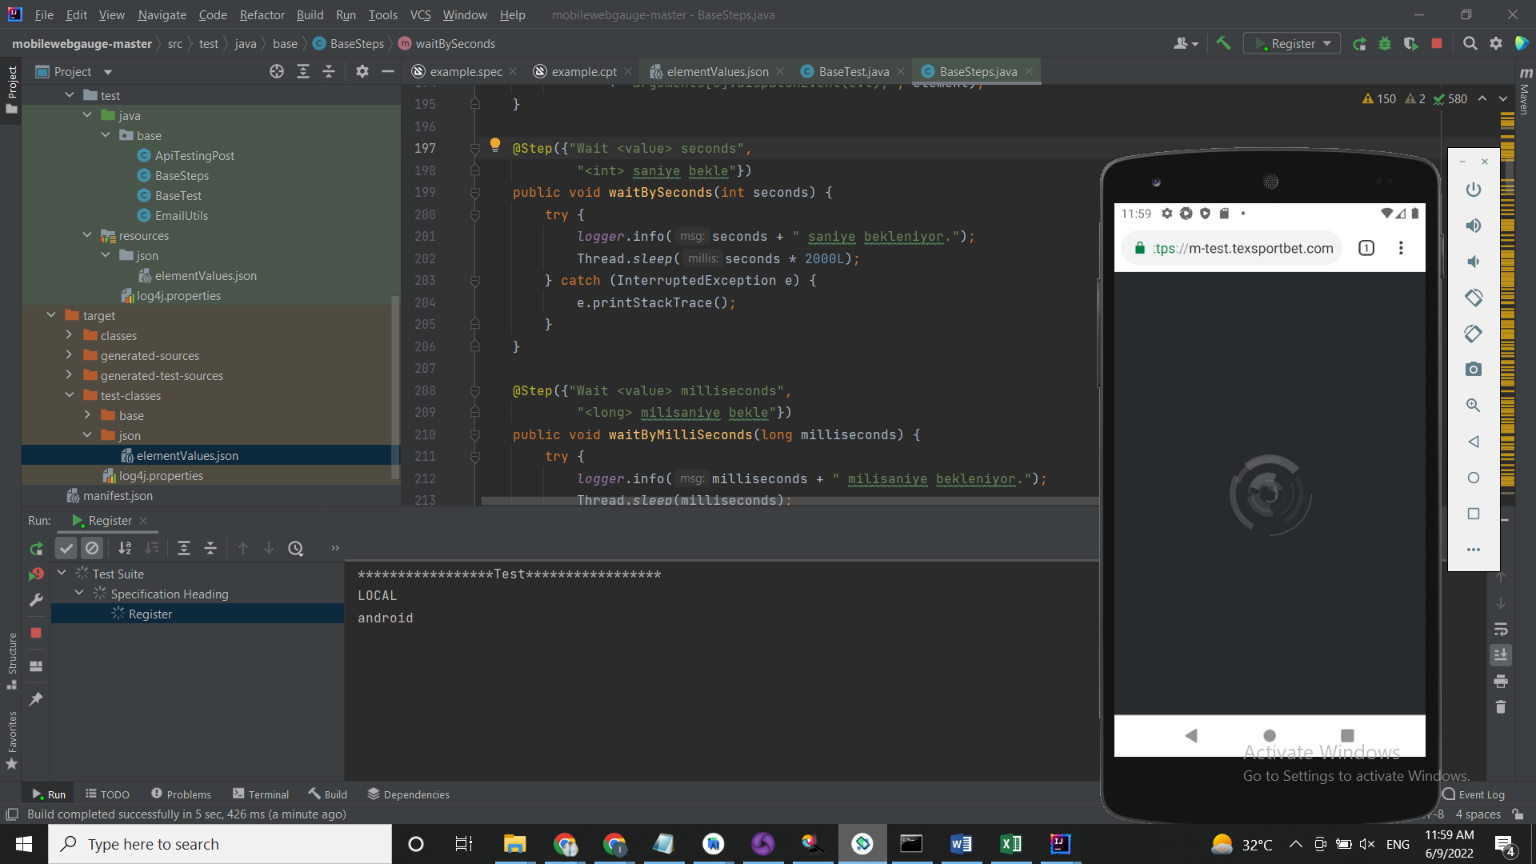 File Edit View Navigate Code Refactor Build Run Tools VCS Window Help mobilewebgauge-master - BaseSteps.java
mobilewebgauge-master src test java base BaseSteps m waitBySeconds Register
Project example.spec example.cpt elementValues.json BaseTest.java BaseSteps.java
Project
Maven
Structure
Favorites
test
java
base
ApiTestingPost
BaseSteps
BaseTest
EmailUtils
resources
json
elementValues.json
log4j.properties
target
classes
generated-sources
generated-test-sources
test-classes
base
json
elementValues.json
log4j.properties
manifest.json
150 2 580
195 }
196
197 @Step({"Wait <value> seconds",
198 "<int> saniye bekle"})
199 public void waitBySeconds(int seconds) {
200 try {
201 logger.info( msg: seconds + " saniye bekleniyor.");
202 Thread.sleep( millis: seconds * 2000L);
203 } catch (InterruptedException e) {
204 e.printStackTrace();
205 }
206 }
207
208 @Step({"Wait <value> milliseconds",
209 "<long> milisaniye bekle"})
210 public void waitByMilliSeconds(long milliseconds) {
211 try {
212 logger.info( msg: milliseconds + " milisaniye bekleniyor.");
213 Thread.sleep(milliseconds);
11:59
:tps://m-test.texsportbet.com 1
Run: Register
Test Suite
Specification Heading
Register
*****************Test*****************
LOCAL
android
Activate Windows
Go to Settings to activate Windows.
Run TODO Problems Terminal Build Dependencies Event Log
Build completed successfully in 5 sec, 426 ms (a minute ago) 4 spaces
Type here to search
32°C ENG 11:59 AM
6/9/2022 4